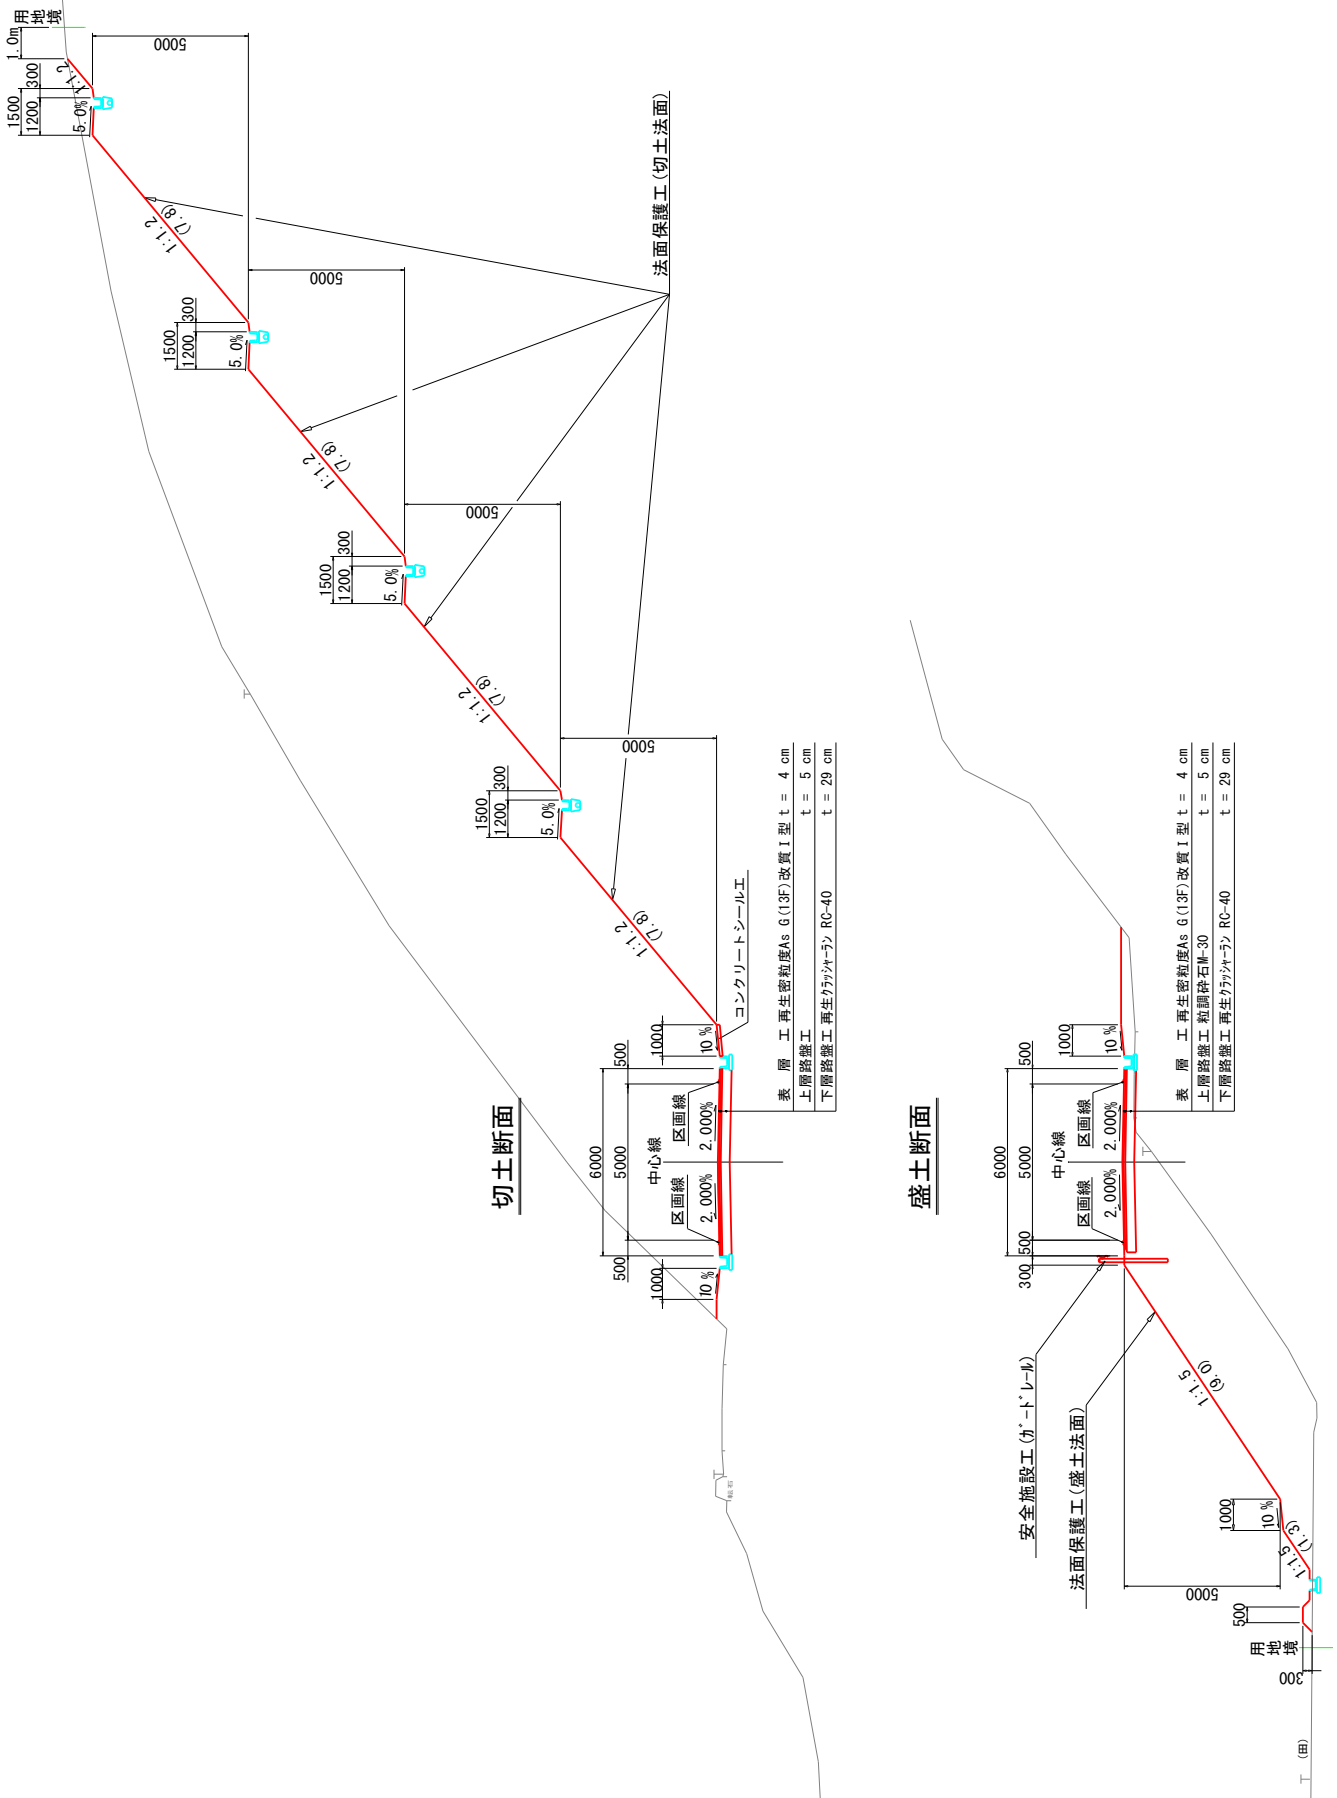 切土断面
用地境
1.0m
300
1500
1200
5.0%
1:1.2
5000
1:1.2
(7.8)
300
1500
1200
5.0%
5000
1:1.2
(7.8)
300
1500
1200
5.0%
5000
1:1.2
(7.8)
300
1500
1200
5.0%
5000
1:1.2
(7.8)
法面保護工(切土法面)
コンクリートシール工
1000
10%
500
6000
5000
500
1000
10%
区画線
中心線
区画線
2.000%
2.000%
表 層 工 再生密粒度As G(13F)改質Ⅰ型 t = 4 cm
上層路盤工 t = 5 cm
下層路盤工 再生クラッシャーラン RC-40 t = 29 cm
転石
盛土断面
1000
10%
500
6000
5000
500
300
区画線
中心線
区画線
2.000%
2.000%
表 層 工 再生密粒度As G(13F)改質Ⅰ型 t = 4 cm
上層路盤工 粒調砕石M-30 t = 5 cm
下層路盤工 再生クラッシャーラン RC-40 t = 29 cm
安全施設工(ガードレール)
法面保護工(盛土法面)
1:1.5
(9.0)
1000
10%
1:1.5
(1.3)
5000
500
用地境
300
(田)